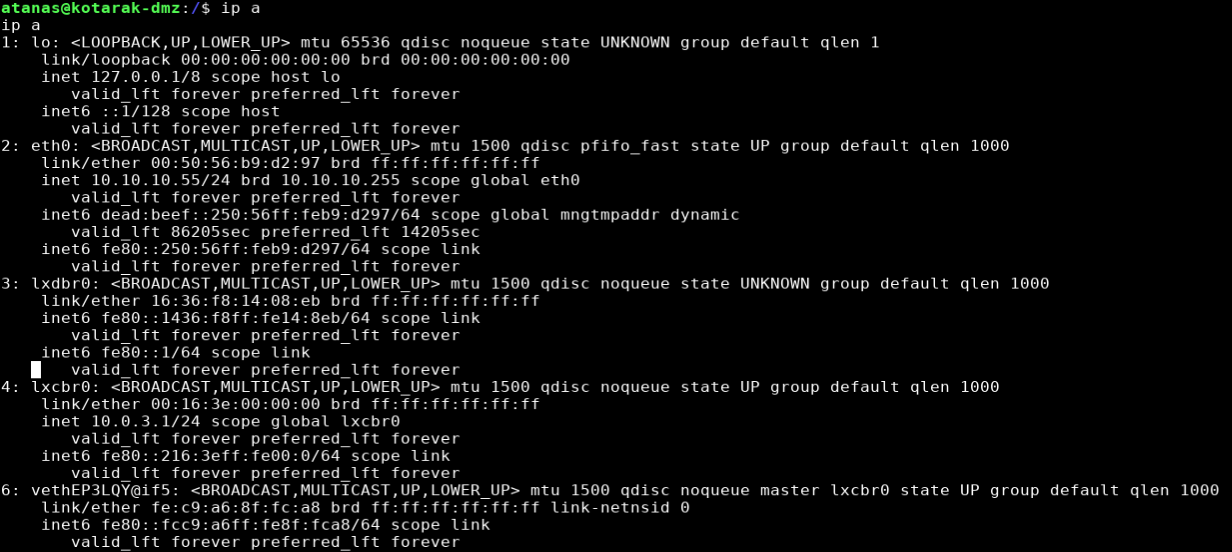 atanas@kotarak-dmz:/$ ip a
ip a
1: lo: <LOOPBACK,UP,LOWER_UP> mtu 65536 qdisc noqueue state UNKNOWN group default qlen 1
    link/loopback 00:00:00:00:00:00 brd 00:00:00:00:00:00
    inet 127.0.0.1/8 scope host lo
       valid_lft forever preferred_lft forever
    inet6 ::1/128 scope host
       valid_lft forever preferred_lft forever
2: eth0: <BROADCAST,MULTICAST,UP,LOWER_UP> mtu 1500 qdisc pfifo_fast state UP group default qlen 1000
    link/ether 00:50:56:b9:d2:97 brd ff:ff:ff:ff:ff:ff
    inet 10.10.10.55/24 brd 10.10.10.255 scope global eth0
       valid_lft forever preferred_lft forever
    inet6 dead:beef::250:56ff:feb9:d297/64 scope global mngtmpaddr dynamic
       valid_lft 86205sec preferred_lft 14205sec
    inet6 fe80::250:56ff:feb9:d297/64 scope link
       valid_lft forever preferred_lft forever
3: lxdbr0: <BROADCAST,MULTICAST,UP,LOWER_UP> mtu 1500 qdisc noqueue state UNKNOWN group default qlen 1000
    link/ether 16:36:f8:14:08:eb brd ff:ff:ff:ff:ff:ff
    inet6 fe80::1436:f8ff:fe14:8eb/64 scope link
       valid_lft forever preferred_lft forever
    inet6 fe80::1/64 scope link
       valid_lft forever preferred_lft forever
4: lxcbr0: <BROADCAST,MULTICAST,UP,LOWER_UP> mtu 1500 qdisc noqueue state UP group default qlen 1000
    link/ether 00:16:3e:00:00:00 brd ff:ff:ff:ff:ff:ff
    inet 10.0.3.1/24 scope global lxcbr0
       valid_lft forever preferred_lft forever
    inet6 fe80::216:3eff:fe00:0/64 scope link
       valid_lft forever preferred_lft forever
6: vethEP3LQY@if5: <BROADCAST,MULTICAST,UP,LOWER_UP> mtu 1500 qdisc noqueue master lxcbr0 state UP group default qlen 1000
    link/ether fe:c9:a6:8f:fc:a8 brd ff:ff:ff:ff:ff:ff link-netnsid 0
    inet6 fe80::fcc9:a6ff:fe8f:fca8/64 scope link
       valid_lft forever preferred_lft forever